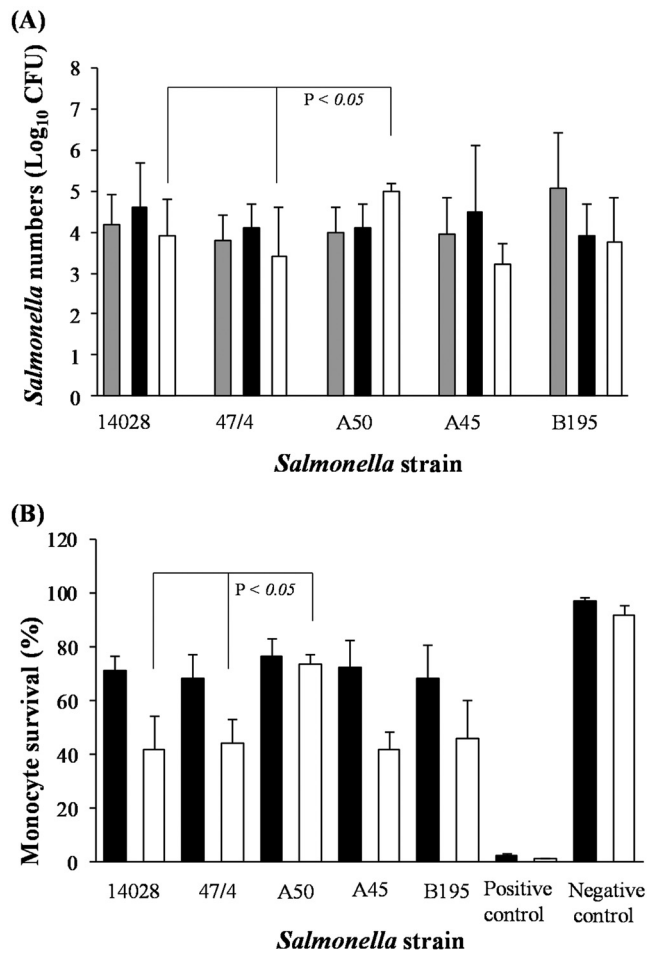 (A)
Salmonella numbers (Log10 CFU)
8
7
6
5
4
3
2
1
0
P < 0.05
14028 47/4 A50 A45 B195
Salmonella strain
(B)
Monocyte survival (%)
120
100
80
60
40
20
0
P < 0.05
14028 47/4 A50 A45 B195 Positive control Negative control
Salmonella strain